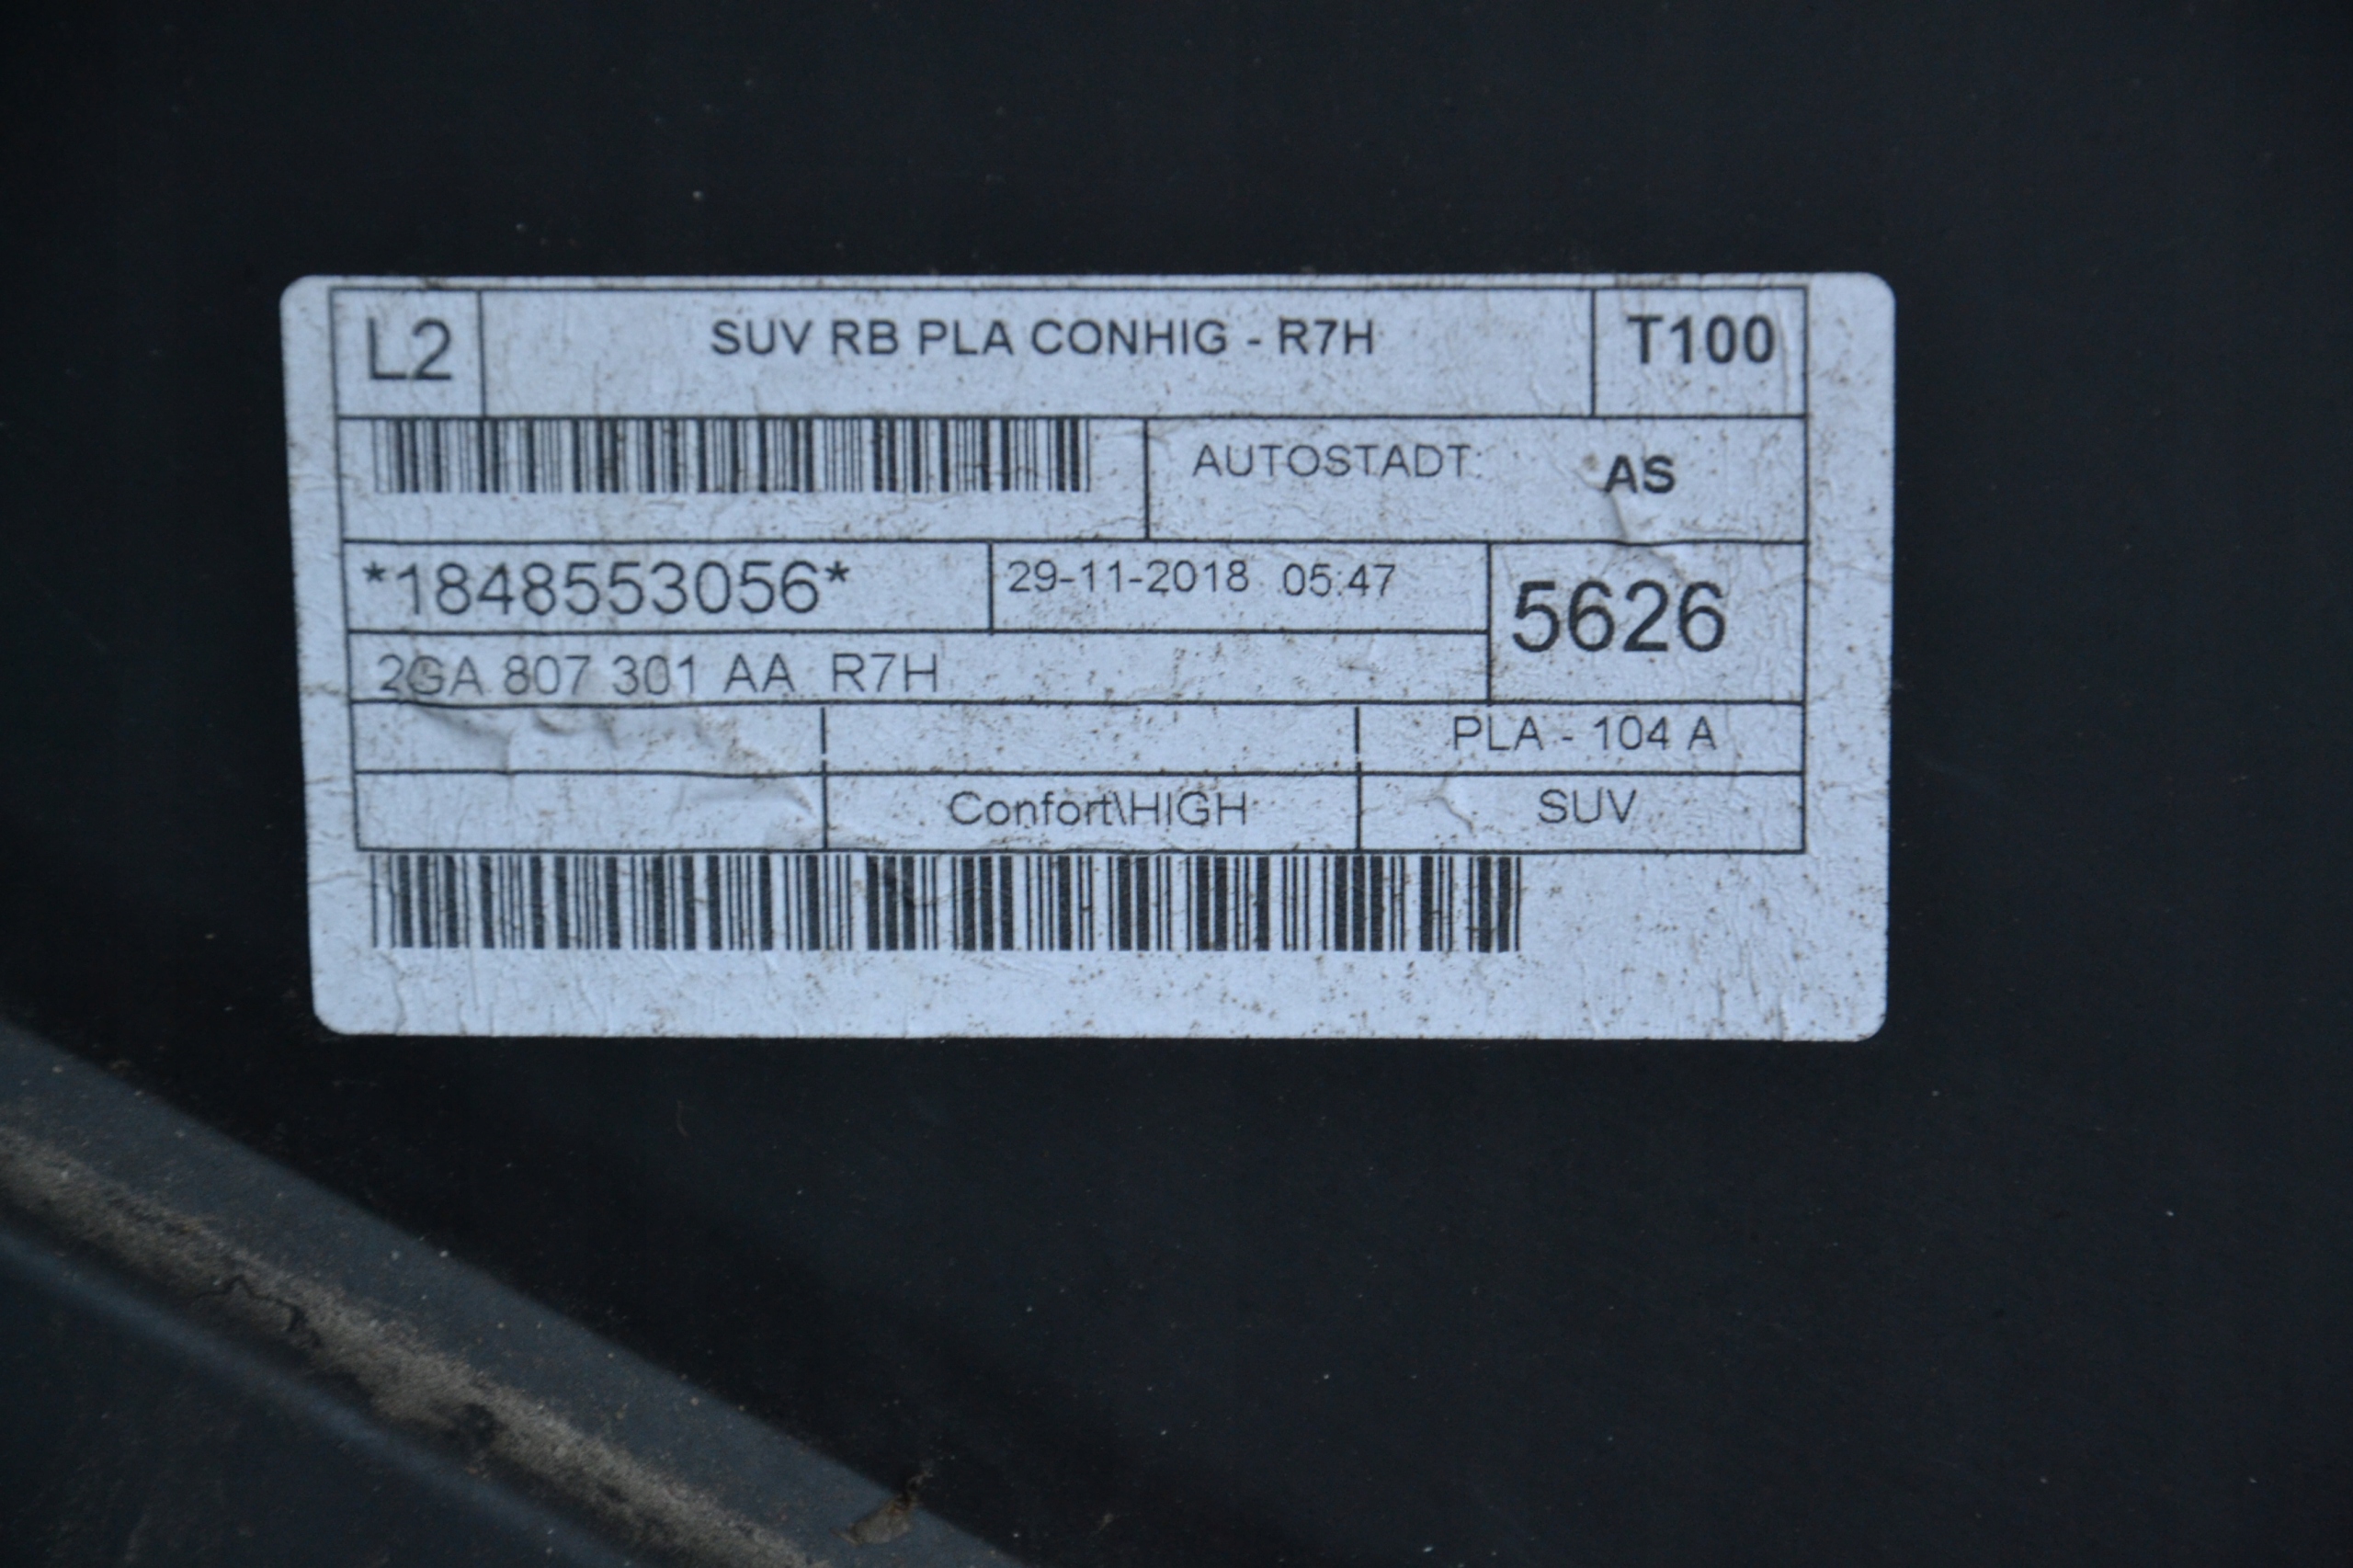 L2 SUV RB PLA CONHIG - R7H T100
AUTOSTADT: AS
*1848553056* 29-11-2018 05:47 5626
2GA 807 301 AA R7H
PLA - 104 A
Confort\HIGH SUV